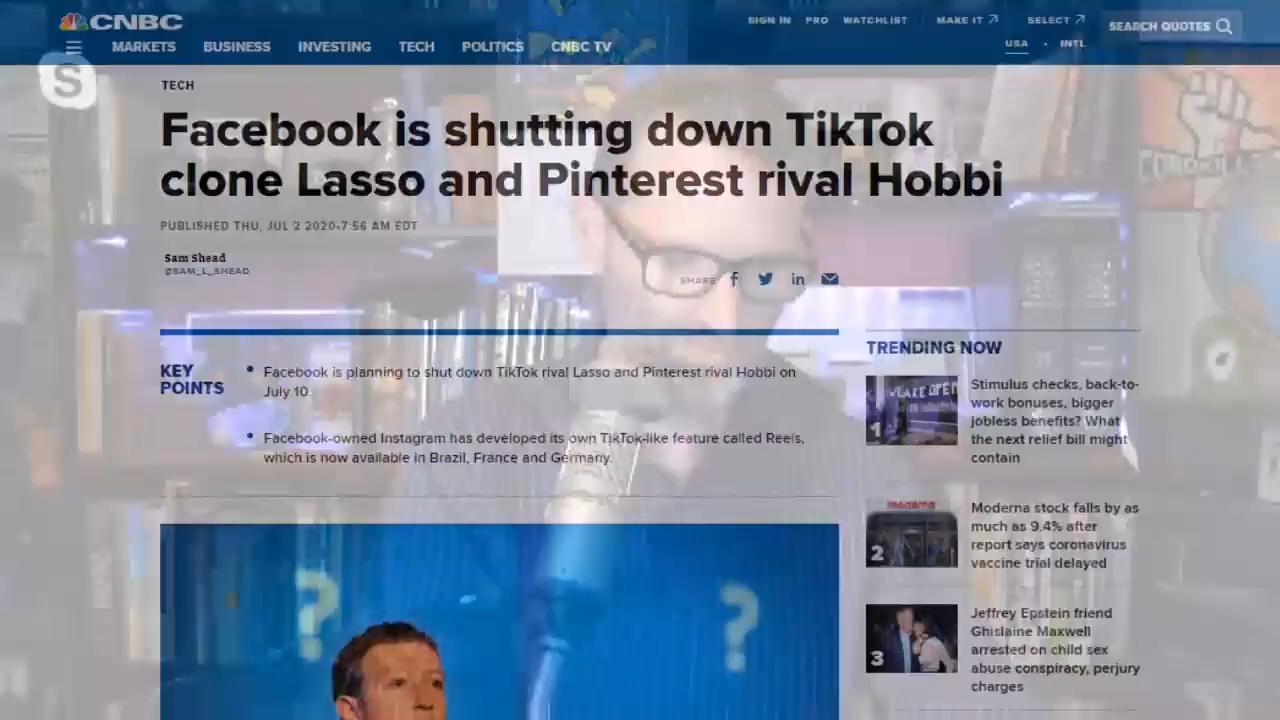 CNBC
SIGN IN PRO WATCHLIST MAKE IT SELECT
SEARCH QUOTES
USA · INTL
MARKETS BUSINESS INVESTING TECH POLITICS CNBC TV
S
TECH
Facebook is shutting down TikTok
clone Lasso and Pinterest rival Hobbi
PUBLISHED THU, JUL 2 2020•7:56 AM EDT
Sam Shead
@SAM_L_SHEAD
SHARE
KEY
POINTS
• Facebook is planning to shut down TikTok rival Lasso and Pinterest rival Hobbi on
July 10.
• Facebook-owned Instagram has developed its own TikTok-like feature called Reels,
which is now available in Brazil, France and Germany.
? ?
TRENDING NOW
1
Stimulus checks, back-to-
work bonuses, bigger
jobless benefits? What
the next relief bill might
contain
2
Moderna stock falls by as
much as 9.4% after
report says coronavirus
vaccine trial delayed
3
Jeffrey Epstein friend
Ghislaine Maxwell
arrested on child sex
abuse conspiracy, perjury
charges